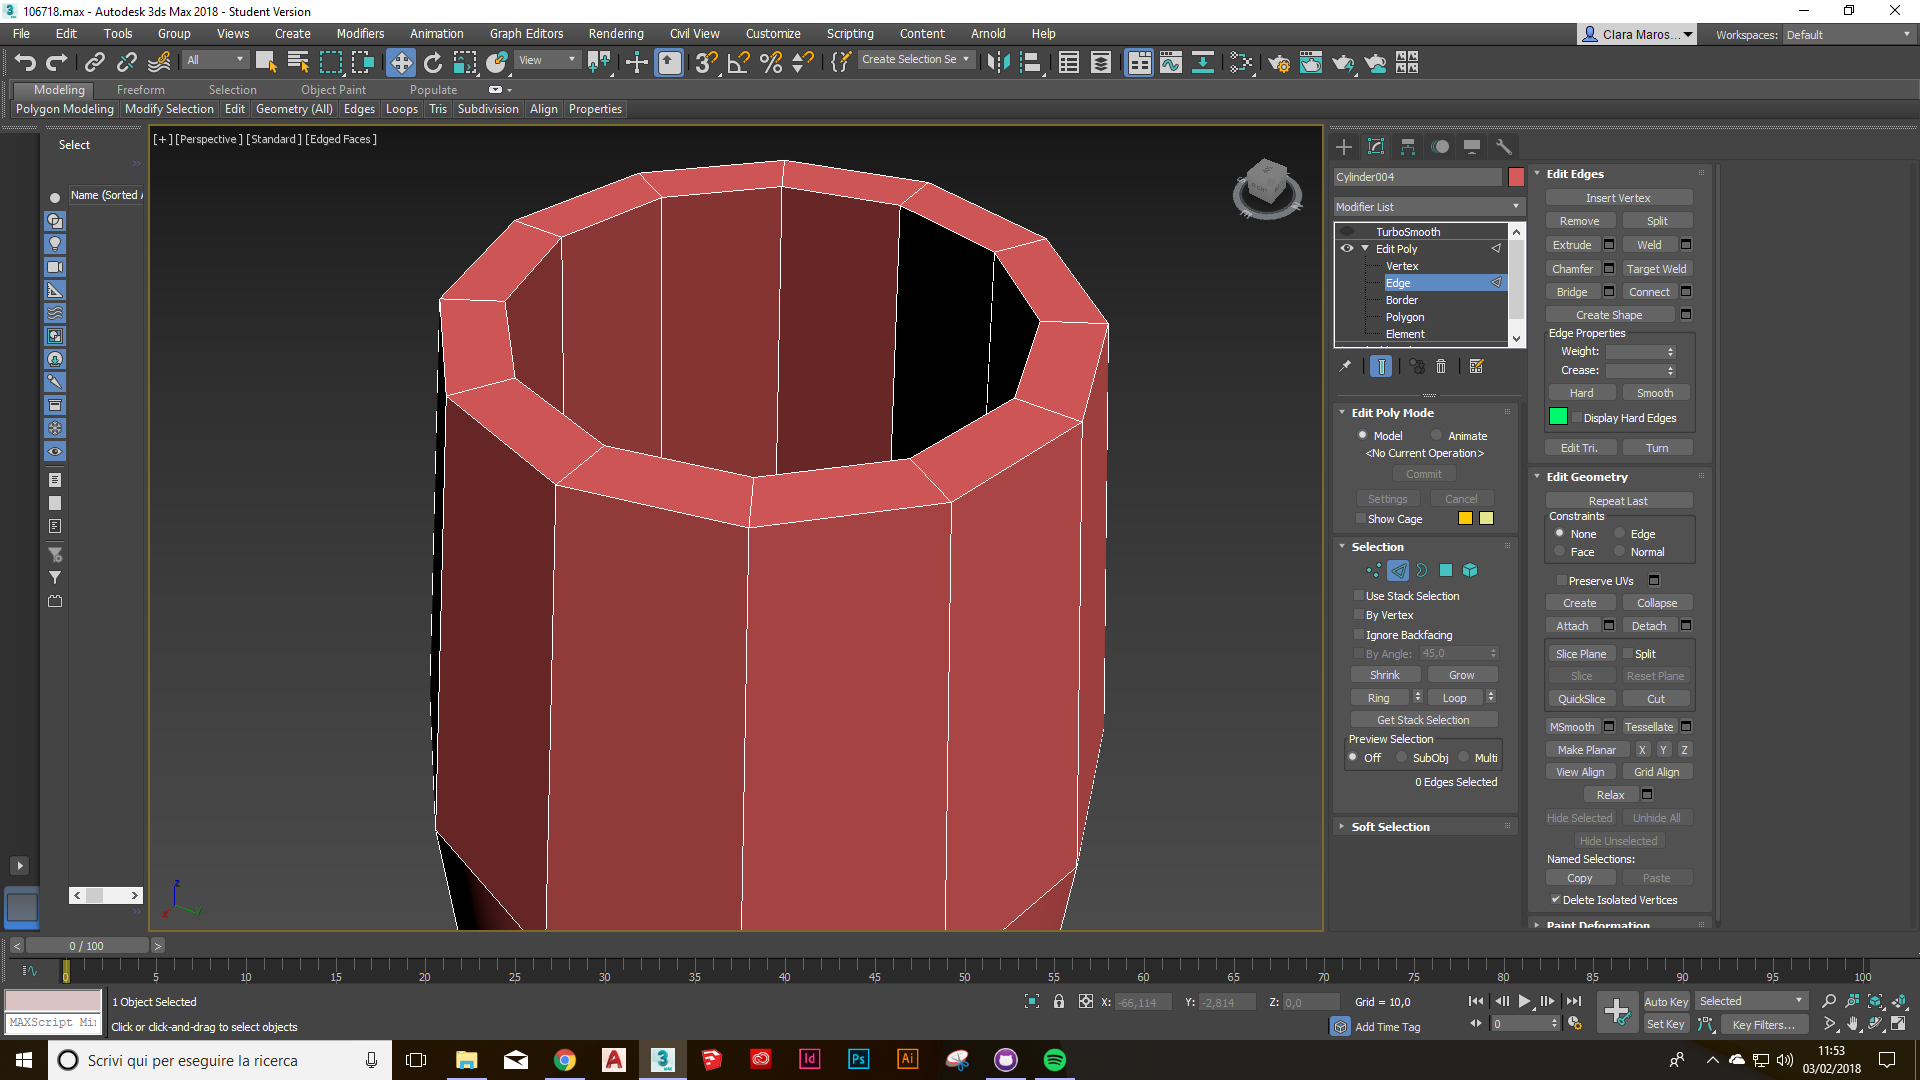 106718.max - Autodesk 3ds Max 2018 - Student Version
File Edit Tools Group Views Create Modifiers Animation Graph Editors Rendering Civil View Customize Scripting Content Arnold Help
Clara Maros...
Workspaces: Default
All
View
Create Selection Se
Modeling Freeform Selection Object Paint Populate
Polygon Modeling Modify Selection Edit Geometry (All) Edges Loops Tris Subdivision Align Properties
Select
Name (Sorted A
[+] [Perspective ] [Standard ] [Edged Faces ]
Cylinder004
Modifier List
TurboSmooth
Edit Poly
Vertex
Edge
Border
Polygon
Element
Edit Poly Mode
Model Animate
<No Current Operation>
Commit
Settings Cancel
Show Cage
Selection
Use Stack Selection
By Vertex
Ignore Backfacing
By Angle: 45,0
Shrink Grow
Ring Loop
Get Stack Selection
Preview Selection
Off SubObj Multi
0 Edges Selected
Soft Selection
Edit Edges
Insert Vertex
Remove Split
Extrude Weld
Chamfer Target Weld
Bridge Connect
Create Shape
Edge Properties
Weight:
Crease:
Hard Smooth
Display Hard Edges
Edit Tri. Turn
Edit Geometry
Repeat Last
Constraints
None Edge
Face Normal
Preserve UVs
Create Collapse
Attach Detach
Slice Plane Split
Slice Reset Plane
QuickSlice Cut
MSmooth Tessellate
Make Planar X Y Z
View Align Grid Align
Relax
Hide Selected Unhide All
Hide Unselected
Named Selections:
Copy Paste
Delete Isolated Vertices
Paint Deformation
z
x
y
< 0 / 100 >
0 5 10 15 20 25 30 35 40 45 50 55 60 65 70 75 80 85 90 95 100
1 Object Selected
X: -66,114 Y: -2,814 Z: 0,0 Grid = 10,0
Auto Key Selected
MAXScript Mi
Click or click-and-drag to select objects
Add Time Tag
0
Set Key Key Filters...
Scrivi qui per eseguire la ricerca
11:53
03/02/2018